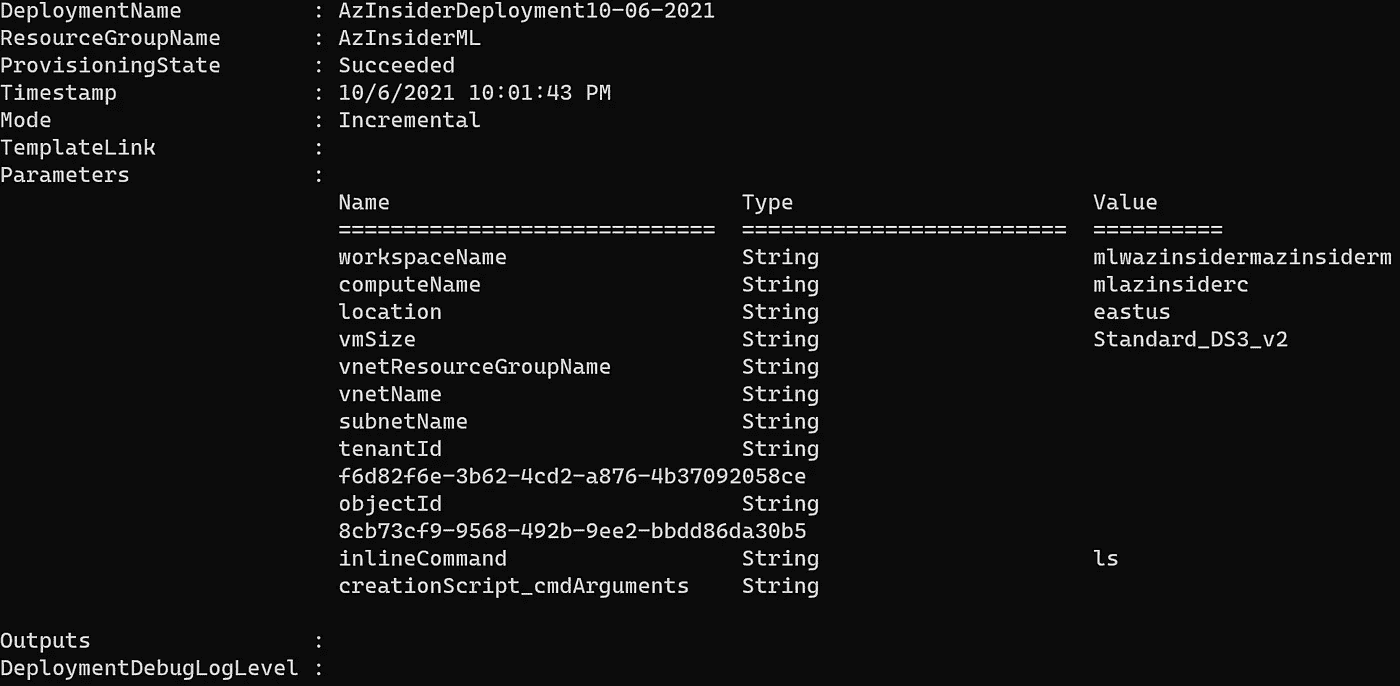 DeploymentName          : AzInsiderDeployment10-06-2021
ResourceGroupName       : AzInsiderML
ProvisioningState       : Succeeded
Timestamp               : 10/6/2021 10:01:43 PM
Mode                    : Incremental
TemplateLink            :
Parameters              :
                          Name                           Type                       Value
                          =============================  =========================  ==========
                          workspaceName                  String                     mlwazinsidermazinsiderm
                          computeName                    String                     mlazinsiderc
                          location                       String                     eastus
                          vmSize                         String                     Standard_DS3_v2
                          vnetResourceGroupName          String
                          vnetName                       String
                          subnetName                     String
                          tenantId                       String
                          f6d82f6e-3b62-4cd2-a876-4b37092058ce
                          objectId                       String
                          8cb73cf9-9568-492b-9ee2-bbdd86da30b5
                          inlineCommand                  String                     ls
                          creationScript_cmdArguments    String

Outputs                 :
DeploymentDebugLogLevel :